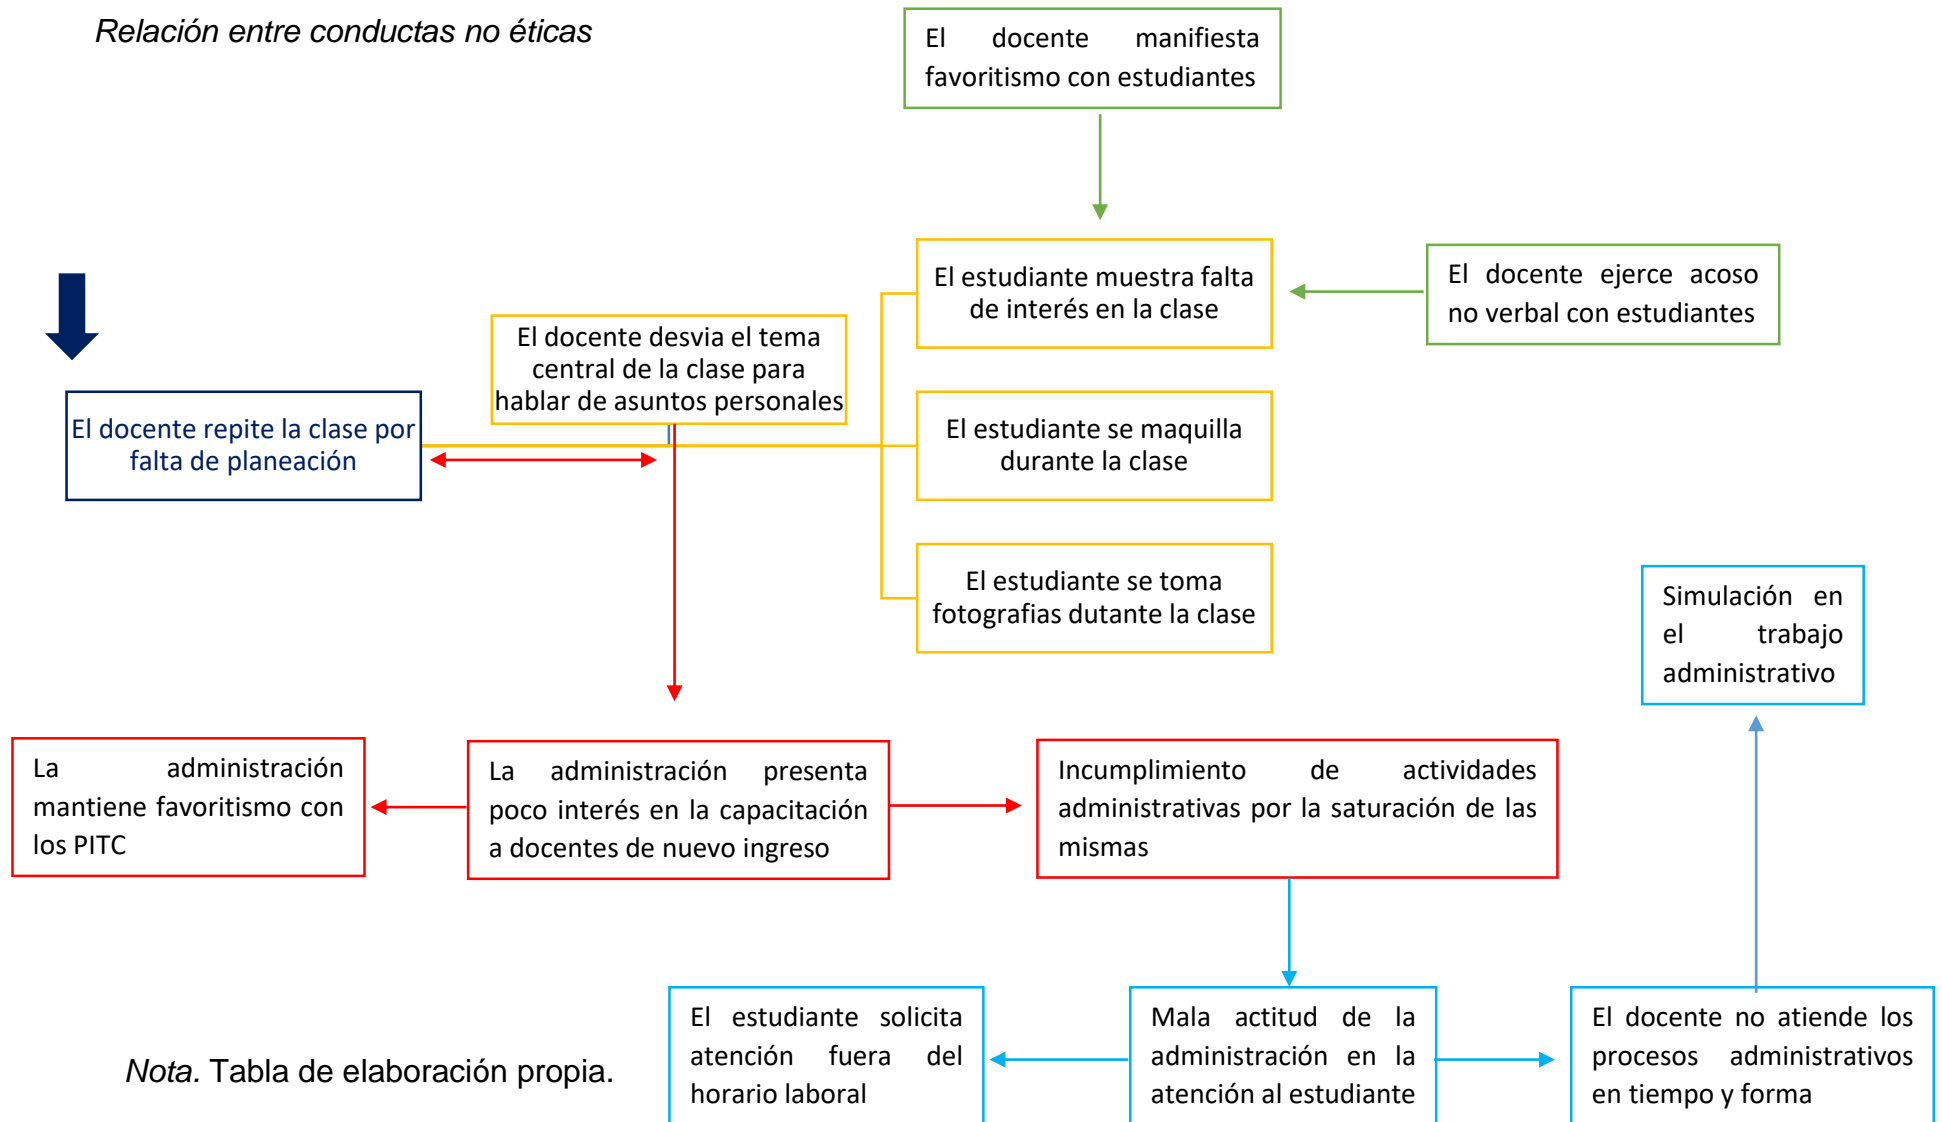 Relación entre conductas no éticas
El docente manifiesta
favoritismo con estudiantes
El estudiante muestra falta
de interés en la clase
El docente ejerce acoso
no verbal con estudiantes
El docente desvia el tema
central de la clase para
hablar de asuntos personales
El docente repite la clase por
falta de planeación
El estudiante se maquilla
durante la clase
El estudiante se toma
fotografias dutante la clase
Simulación en
el trabajo
administrativo
La administración
mantiene favoritismo con
los PITC
La administración presenta
poco interés en la capacitación
a docentes de nuevo ingreso
Incumplimiento de actividades
administrativas por la saturación de las
mismas
El estudiante solicita
atención fuera del
horario laboral
Mala actitud de la
administración en la
atención al estudiante
El docente no atiende los
procesos administrativos
en tiempo y forma
Nota. Tabla de elaboración propia.